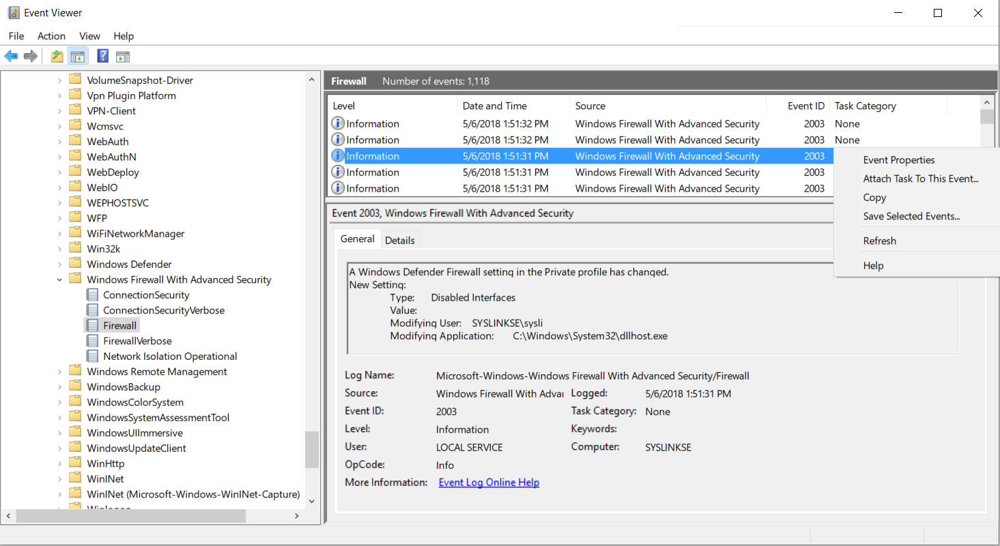 Event Viewer
File Action View Help
VolumeSnapshot-Driver
Vpn Plugin Platform
VPN-Client
Wcmsvc
WebAuth
WebAuthN
WebDeploy
WebIO
WEPHOSTSVC
WFP
WiFiNetworkManager
Win32k
Windows Defender
Windows Firewall With Advanced Security
ConnectionSecurity
ConnectionSecurityVerbose
Firewall
FirewallVerbose
Network Isolation Operational
Windows Remote Management
WindowsBackup
WindowsColorSystem
WindowsSystemAssessmentTool
WindowsUIImmersive
WindowsUpdateClient
WinHttp
WinINet
WinINet (Microsoft-Windows-WinINet-Capture)
Winlogon
Firewall Number of events: 1,118
Level Date and Time Source Event ID Task Category
Information 5/6/2018 1:51:32 PM Windows Firewall With Advanced Security 2003 None
Information 5/6/2018 1:51:32 PM Windows Firewall With Advanced Security 2003 None
Information 5/6/2018 1:51:31 PM Windows Firewall With Advanced Security 2003
Information 5/6/2018 1:51:31 PM Windows Firewall With Advanced Security 2003
Information 5/6/2018 1:51:31 PM Windows Firewall With Advanced Security 2003
Event Properties
Attach Task To This Event...
Copy
Save Selected Events...
Refresh
Help
Event 2003, Windows Firewall With Advanced Security
General Details
A Windows Defender Firewall setting in the Private profile has changed.
New Setting:
Type: Disabled Interfaces
Value:
Modifying User: SYSLINKSE\sysli
Modifying Application: C:\Windows\System32\dllhost.exe
Log Name: Microsoft-Windows-Windows Firewall With Advanced Security/Firewall
Source: Windows Firewall With Advai Logged: 5/6/2018 1:51:31 PM
Event ID: 2003 Task Category: None
Level: Information Keywords:
User: LOCAL SERVICE Computer: SYSLINKSE
OpCode: Info
More Information: Event Log Online Help